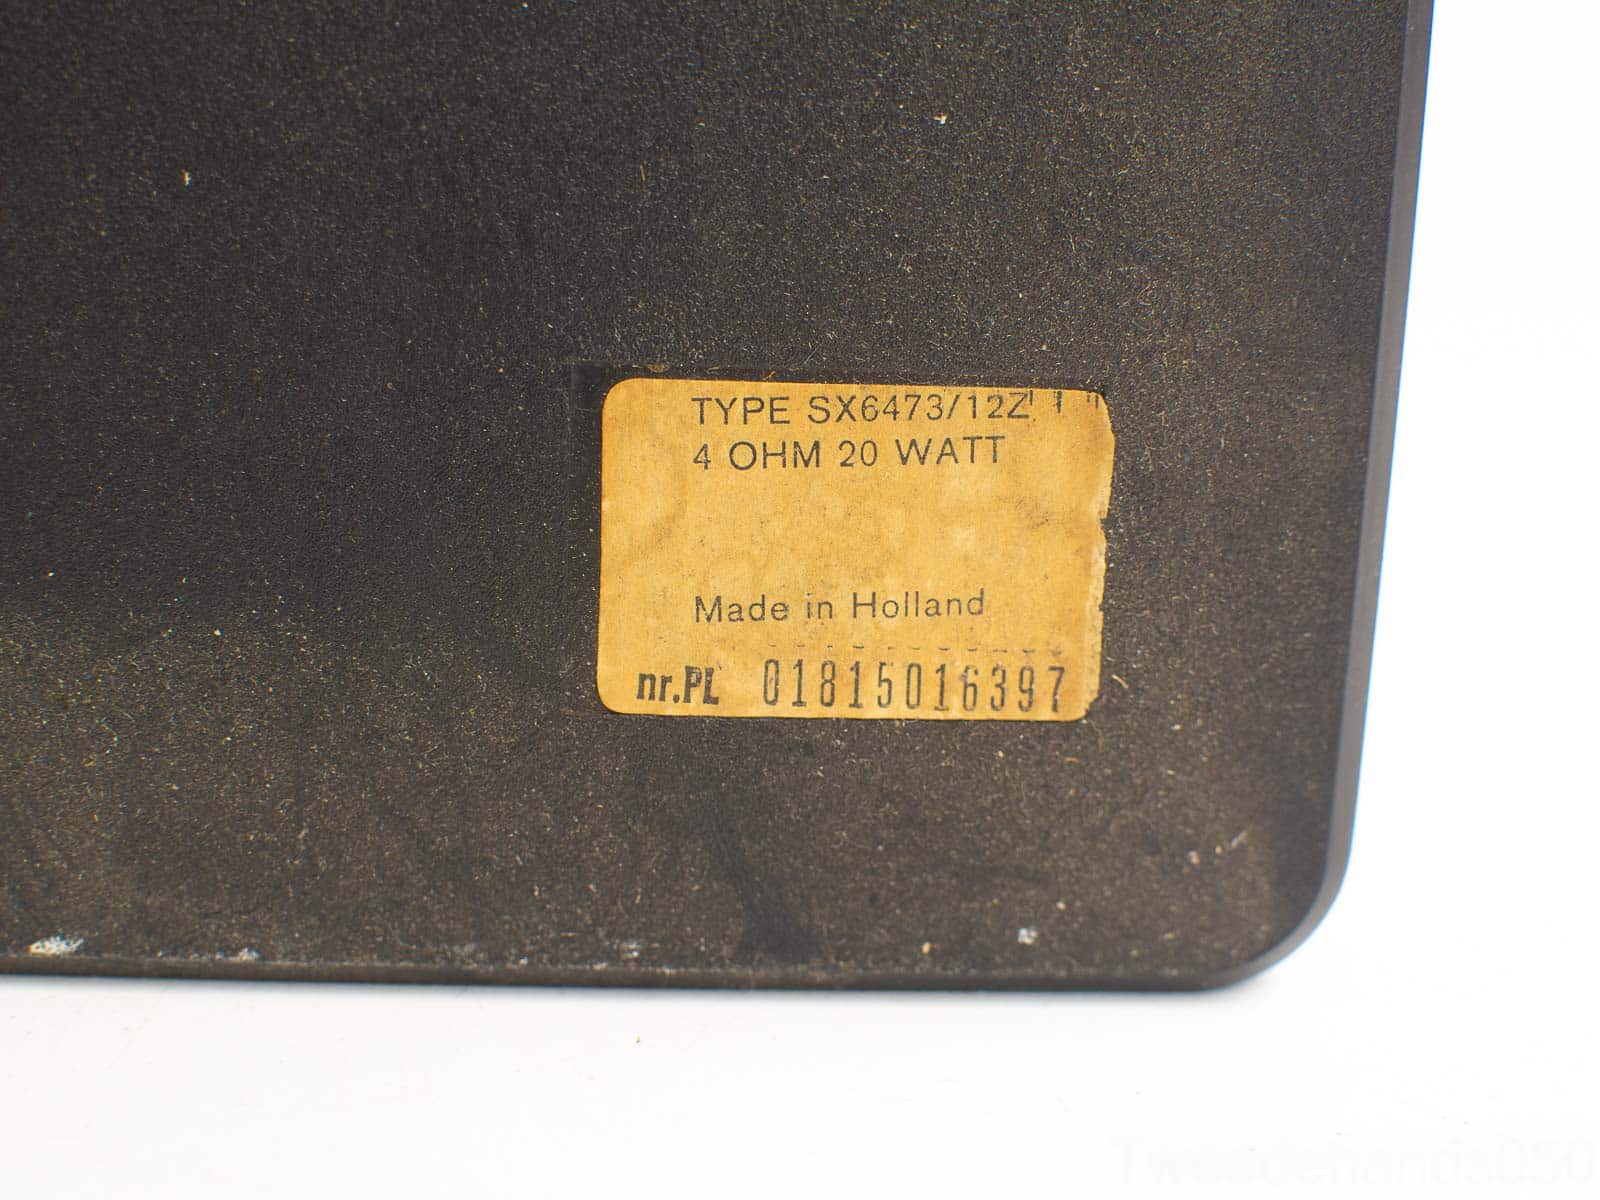 TYPE SX6473/12Z
4 OHM 20 WATT
Made in Holland
nr.PL 01815016397
Tweedehands050